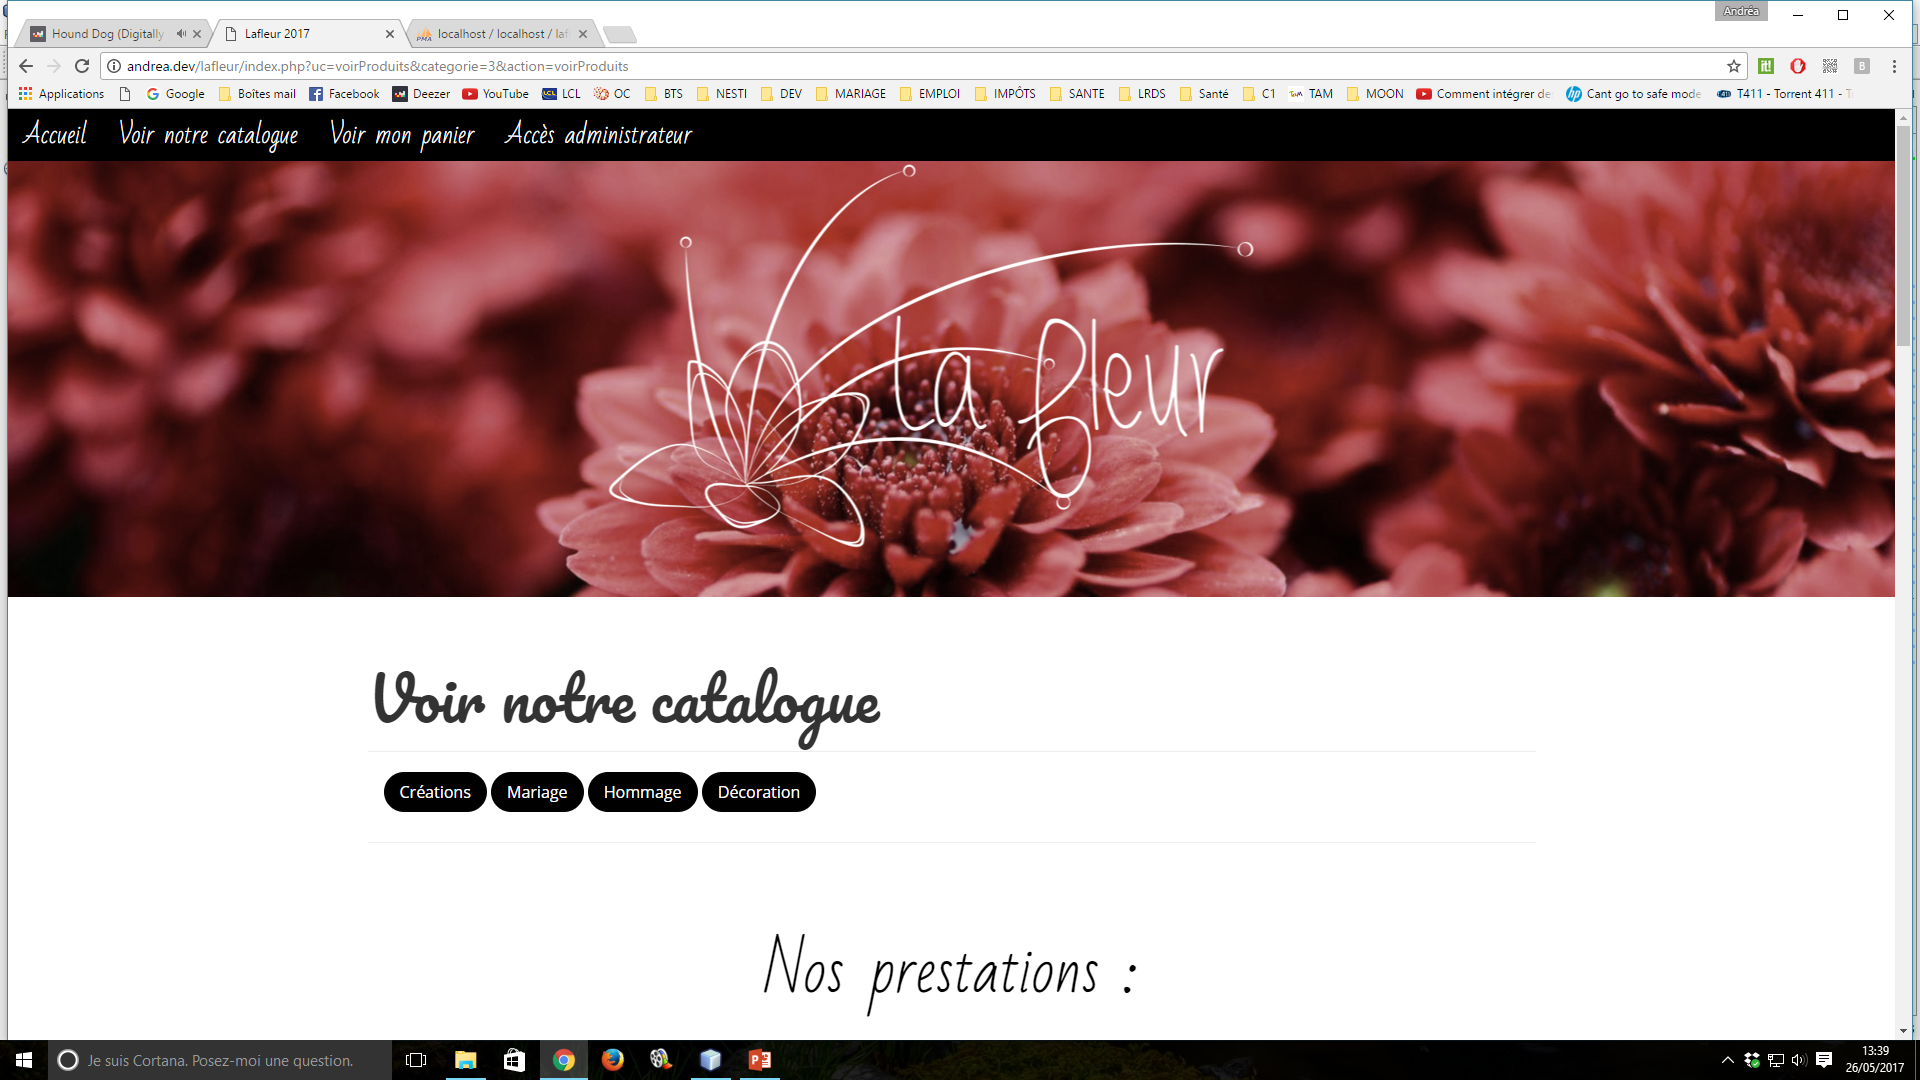 Andréa
Hound Dog (Digitally
Lafleur 2017
localhost / localhost / laf
andrea.dev/lafleur/index.php?uc=voirProduits&categorie=3&action=voirProduits
Applications Google Boîtes mail Facebook Deezer YouTube LCL OC BTS NESTI DEV MARIAGE EMPLOI IMPÔTS SANTE LRDS Santé C1 TAM MOON Comment intégrer de Cant go to safe mode T411 - Torrent 411 - T
Accueil Voir notre catalogue Voir mon panier Accès administrateur
La fleur
Voir notre catalogue
Créations Mariage Hommage Décoration
Nos prestations :
Je suis Cortana. Posez-moi une question.
13:39
26/05/2017